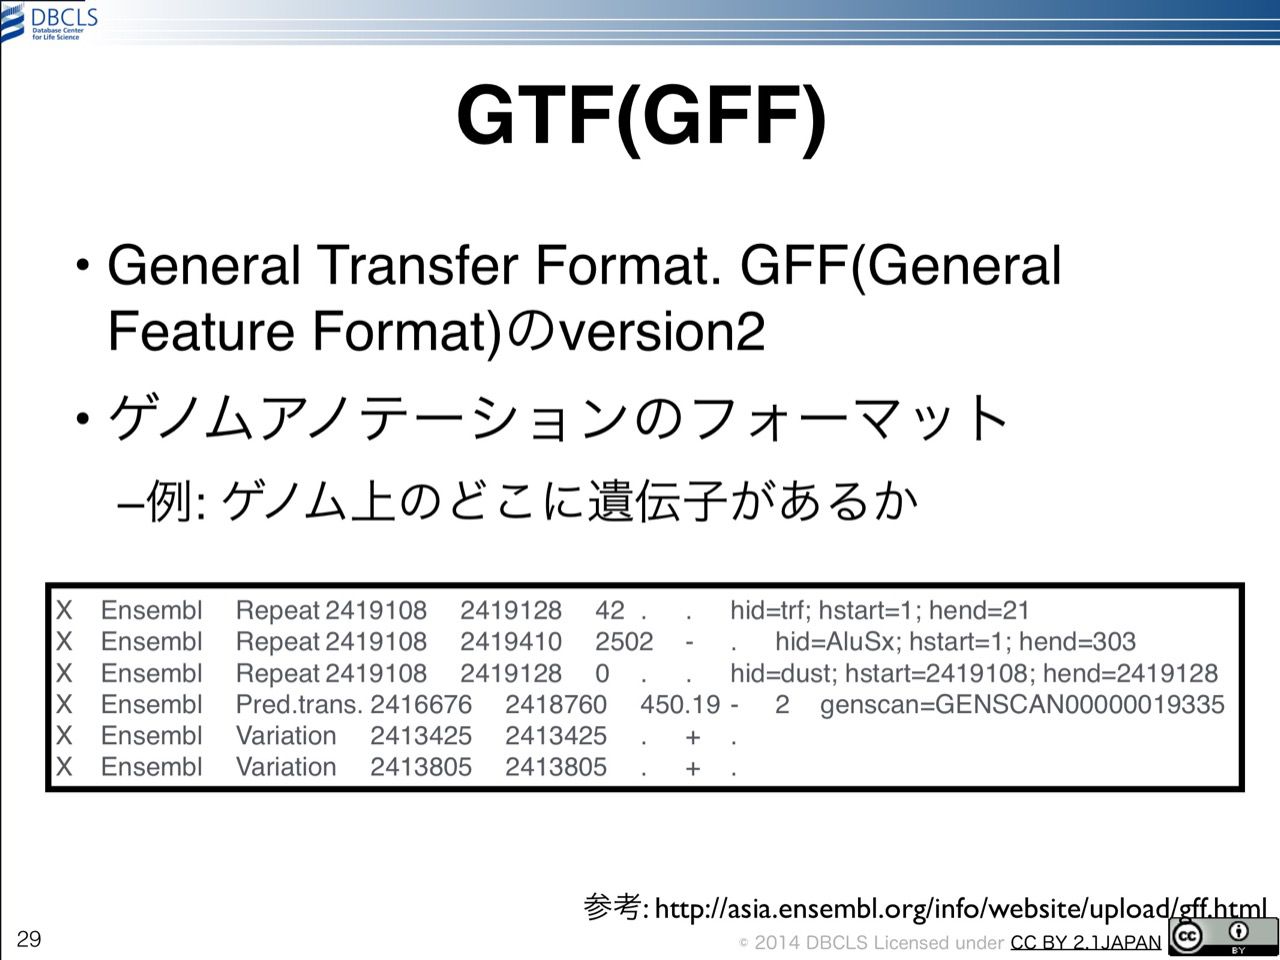 DBCLS
Database Center
for Life Science
GTF(GFF)
• General Transfer Format. GFF(General
Feature Format)のversion2
• ゲノムアノテーションのフォーマット
–例: ゲノム上のどこに遺伝子があるか
X Ensembl Repeat 2419108 2419128 42 . . hid=trf; hstart=1; hend=21
X Ensembl Repeat 2419108 2419410 2502 - . hid=AluSx; hstart=1; hend=303
X Ensembl Repeat 2419108 2419128 0 . . hid=dust; hstart=2419108; hend=2419128
X Ensembl Pred.trans. 2416676 2418760 450.19 - 2 genscan=GENSCAN00000019335
X Ensembl Variation 2413425 2413425 . + .
X Ensembl Variation 2413805 2413805 . + .
参考: http://asia.ensembl.org/info/website/upload/gff.html
29
© 2014 DBCLS Licensed under CC BY 2.1JAPAN
cc
BY